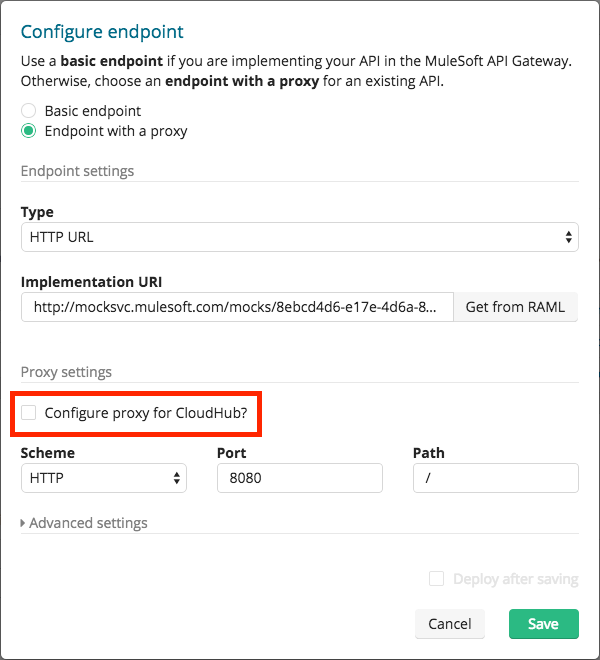 Configure endpoint
Use a basic endpoint if you are implementing your API in the MuleSoft API Gateway.
Otherwise, choose an endpoint with a proxy for an existing API.
Basic endpoint
Endpoint with a proxy
Endpoint settings
Type
HTTP URL
Implementation URI
http://mocksvc.mulesoft.com/mocks/8ebcd4d6-e17e-4d6a-8... Get from RAML
Proxy settings
Configure proxy for CloudHub?
Scheme Port Path
HTTP 8080 /
Advanced settings
Deploy after saving
Cancel Save